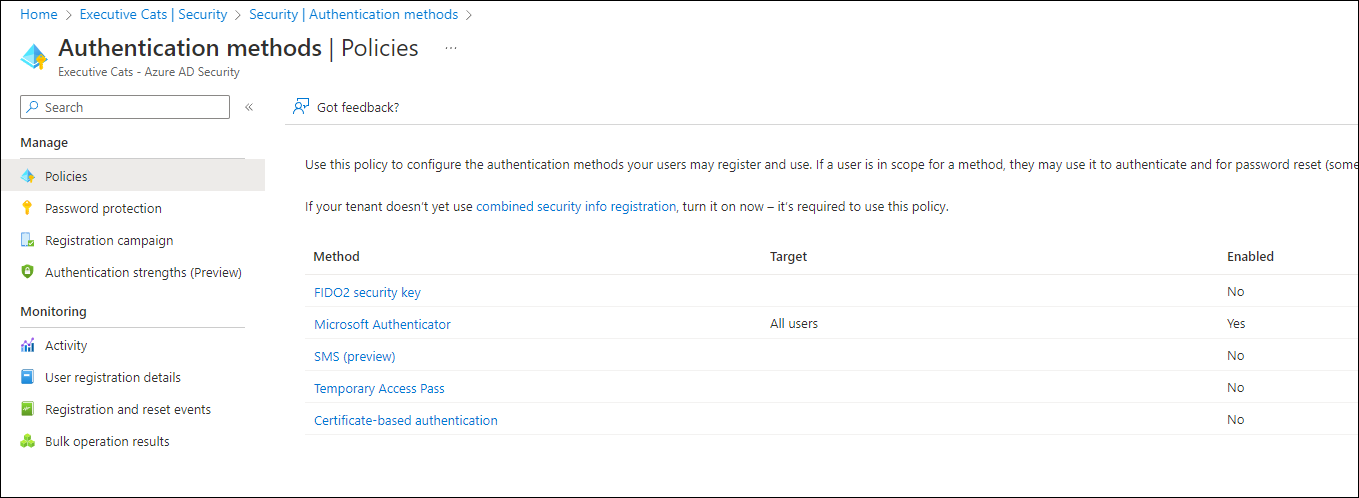 Home > Executive Cats | Security > Security | Authentication methods >
Authentication methods | Policies ...
Executive Cats - Azure AD Security
Search «
Manage
Policies
Password protection
Registration campaign
Authentication strengths (Preview)
Monitoring
Activity
User registration details
Registration and reset events
Bulk operation results
Got feedback?
Use this policy to configure the authentication methods your users may register and use. If a user is in scope for a method, they may use it to authenticate and for password reset (some
If your tenant doesn't yet use combined security info registration, turn it on now – it's required to use this policy.
Method Target Enabled
FIDO2 security key No
Microsoft Authenticator All users Yes
SMS (preview) No
Temporary Access Pass No
Certificate-based authentication No